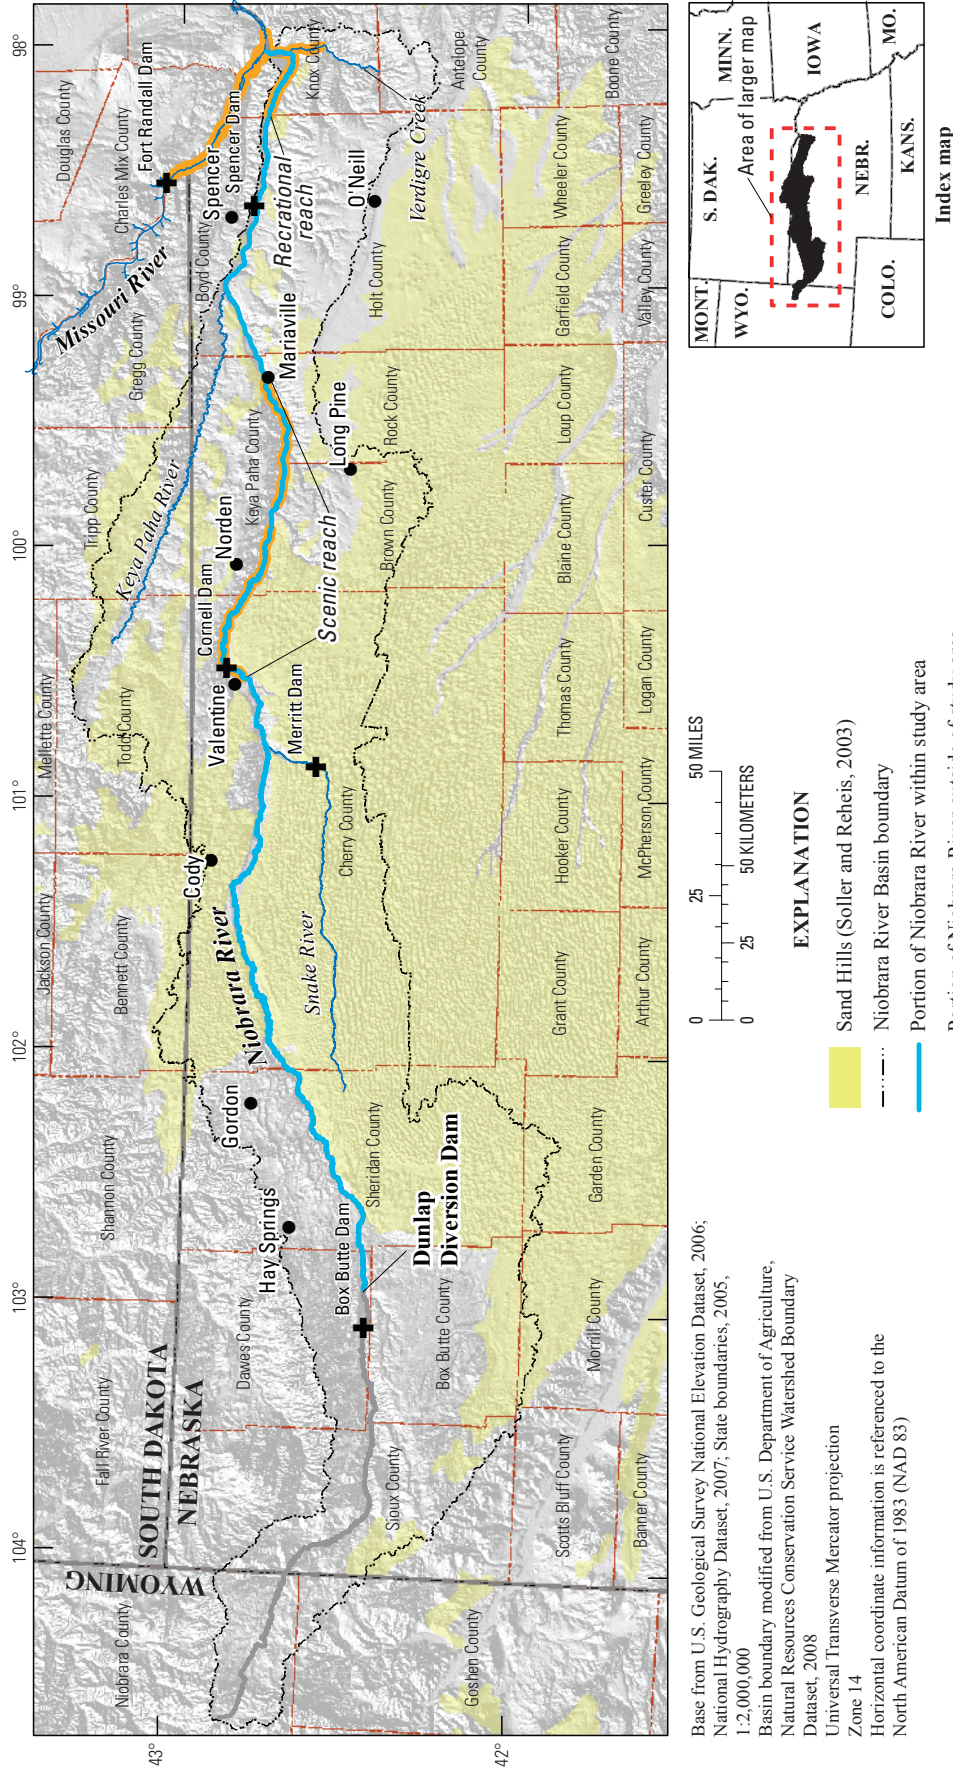 104°
103°
102°
101°
100°
99°
98°
43°
42°
Fall River County
Shannon County
Jackson County
Mellette County
Bennett County
Todd County
Tripp County
Gregg County
Charles Mix County
Douglas County
SOUTH DAKOTA
NEBRASKA
WYOMING
Niobrara County
Goshen County
Sioux County
Dawes County
Box Butte County
Sheridan County
Cherry County
Keya Paha County
Boyd County
Knox County
Antelope
County
Boone County
Holt County
Rock County
Brown County
Scotts Bluff County
Banner County
Morrill County
Garden County
Grant County
Arthur County
Hooker County
McPherson County
Thomas County
Logan County
Blaine County
Custer County
Loup County
Garfield County
Valley County
Wheeler County
Greeley County
Missouri River
Keya Paha River
Niobrara River
Snake River
Verdigre Creek
Hay Springs
Gordon
Cody
Valentine
Norden
Long Pine
Mariaville
Spencer
O'Neill
Box Butte Dam
Dunlap
Diversion Dam
Merritt Dam
Cornell Dam
Spencer Dam
Fort Randall Dam
Scenic reach
Recreational
reach
Base from U.S. Geological Survey National Elevation Dataset, 2006;
National Hydrography Dataset, 2007; State boundaries, 2005,
1:2,000,000
Basin boundary modified from U.S. Department of Agriculture,
Natural Resources Conservation Service Watershed Boundary
Dataset, 2008
Universal Transverse Mercator projection
Zone 14
Horizontal coordinate information is referenced to the
North American Datum of 1983 (NAD 83)
0 25 50 MILES
0 25 50 KILOMETERS
EXPLANATION
Sand Hills (Soller and Reheis, 2003)
Niobrara River Basin boundary
Portion of Niobrara River within study area
MONT.
WYO.
S. DAK.
MINN.
Area of larger map
IOWA
NEBR.
COLO.
KANS.
MO.
Index map